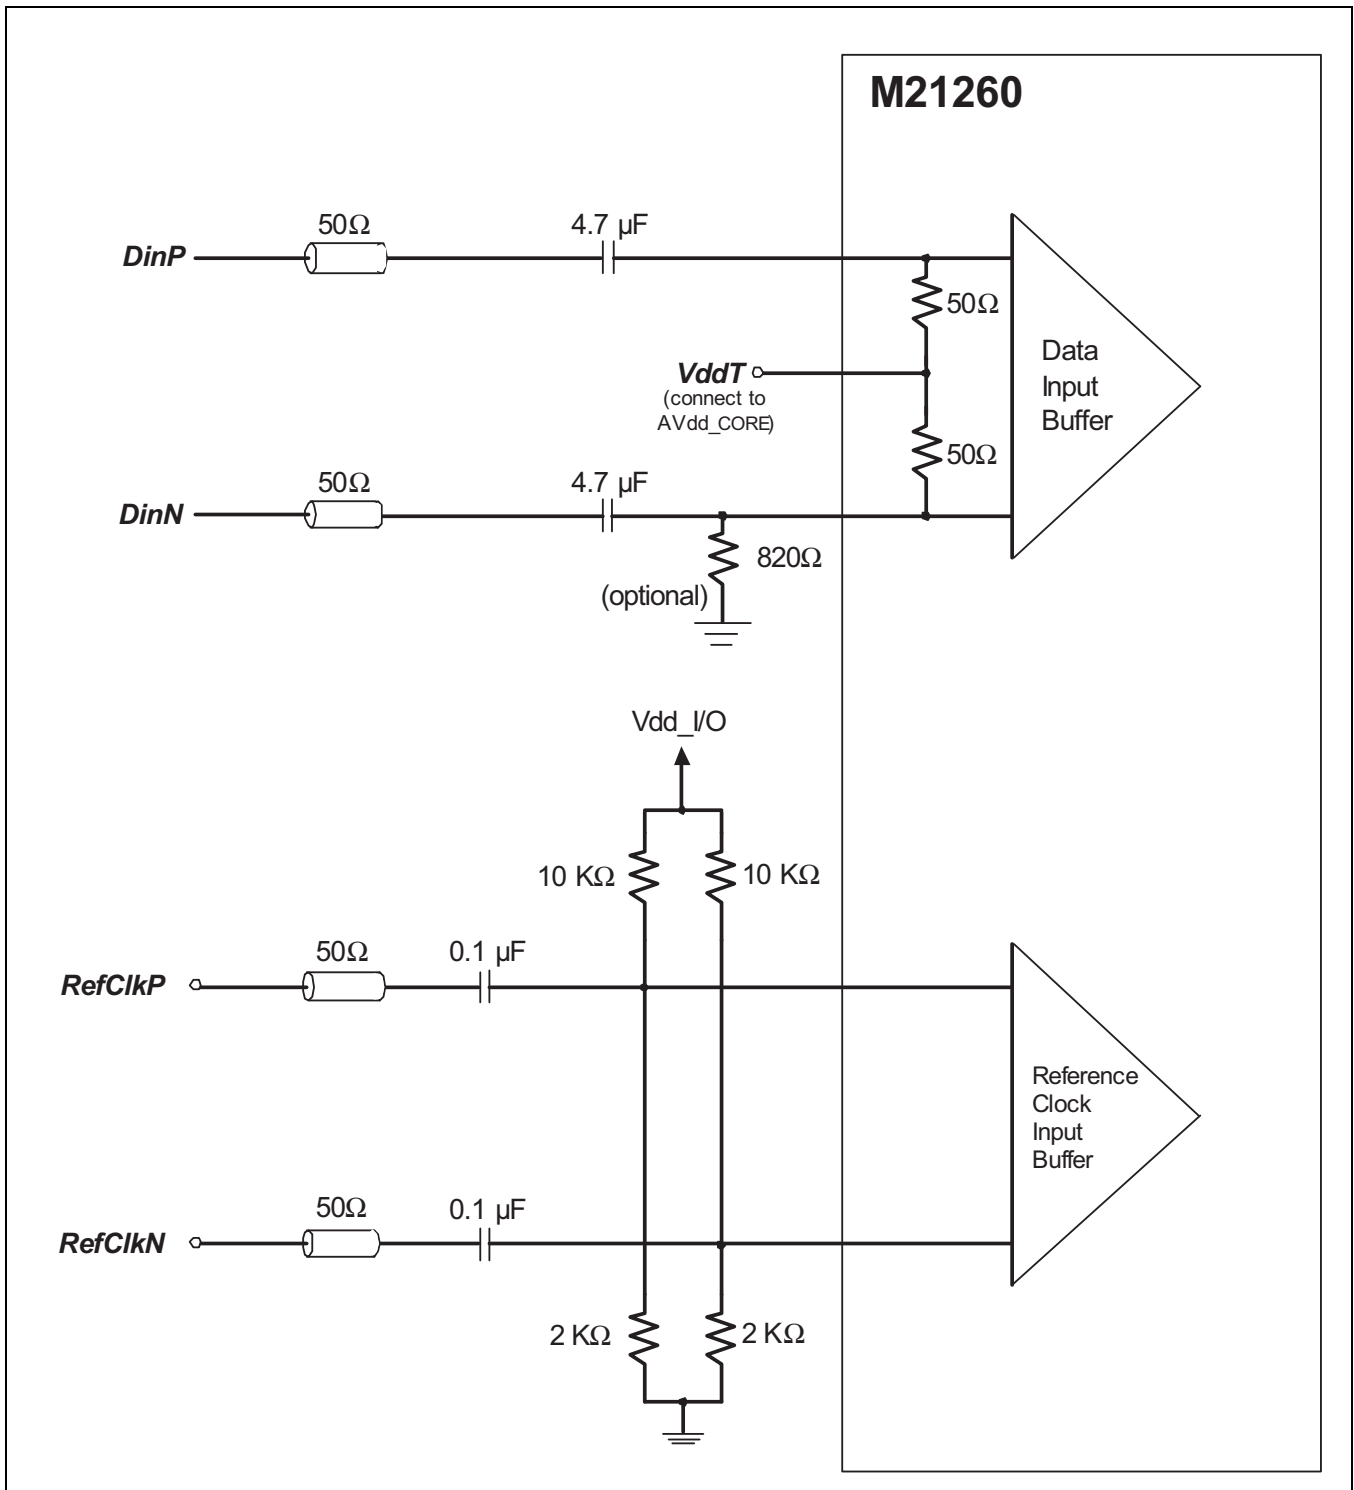 M21260
50Ω
4.7 µF
DinP
50Ω
Data
Input
Buffer
VddT
(connect to
AVdd_CORE)
50Ω
50Ω
4.7 µF
DinN
820Ω
(optional)
Vdd_I/O
10 KΩ
10 KΩ
50Ω
0.1 µF
RefClkP
Reference
Clock
Input
Buffer
50Ω
0.1 µF
RefClkN
2 KΩ
2 KΩ